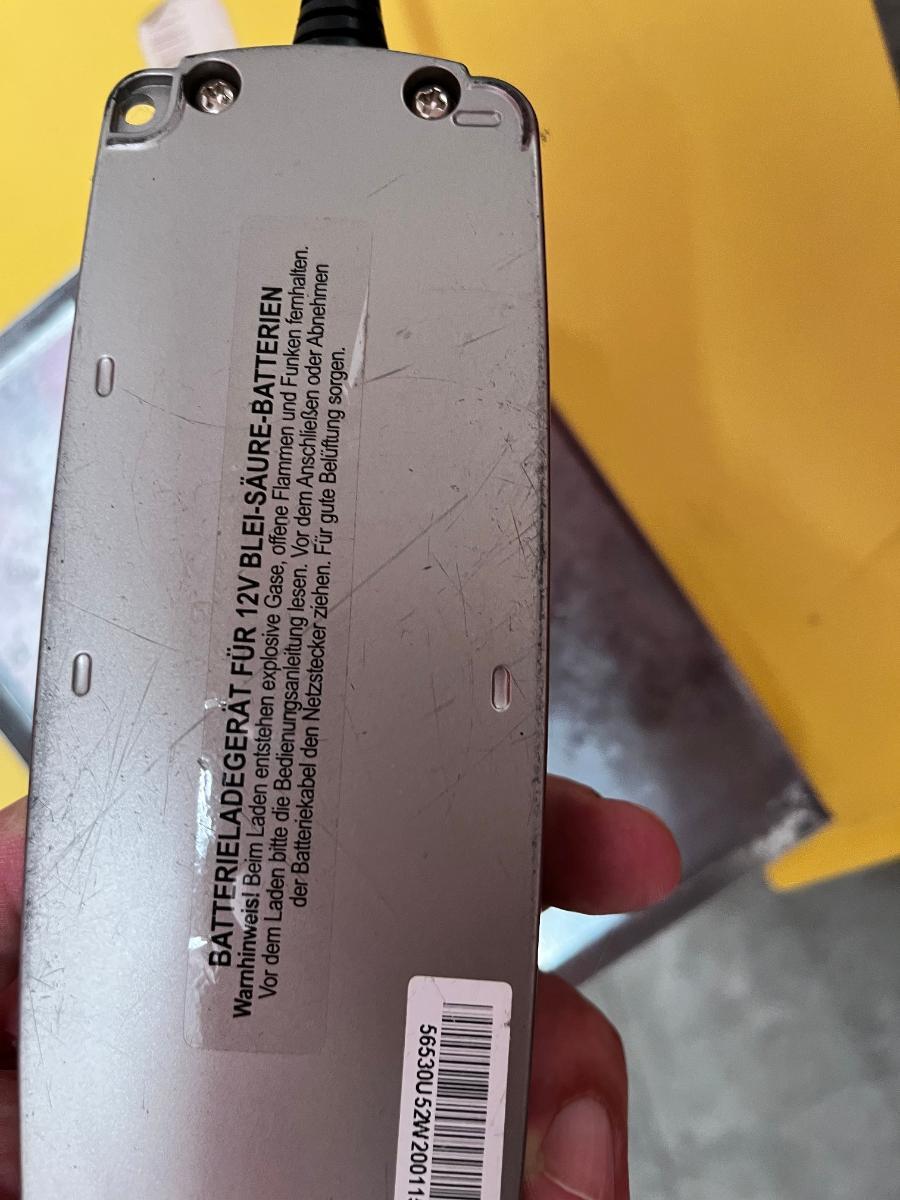 BATTERIELADEGERÄT FÜR 12V BLEI-SÄURE-BATTERIEN
Warnhinweis! Beim Laden entstehen explosive Gase, offene Flammen und Funken fernhalten.
Vor dem Laden bitte die Bedienungsanleitung lesen. Vor dem Anschließen oder Abnehmen
der Batteriekabel den Netzstecker ziehen. Für gute Belüftung sorgen.
56530U52W20011